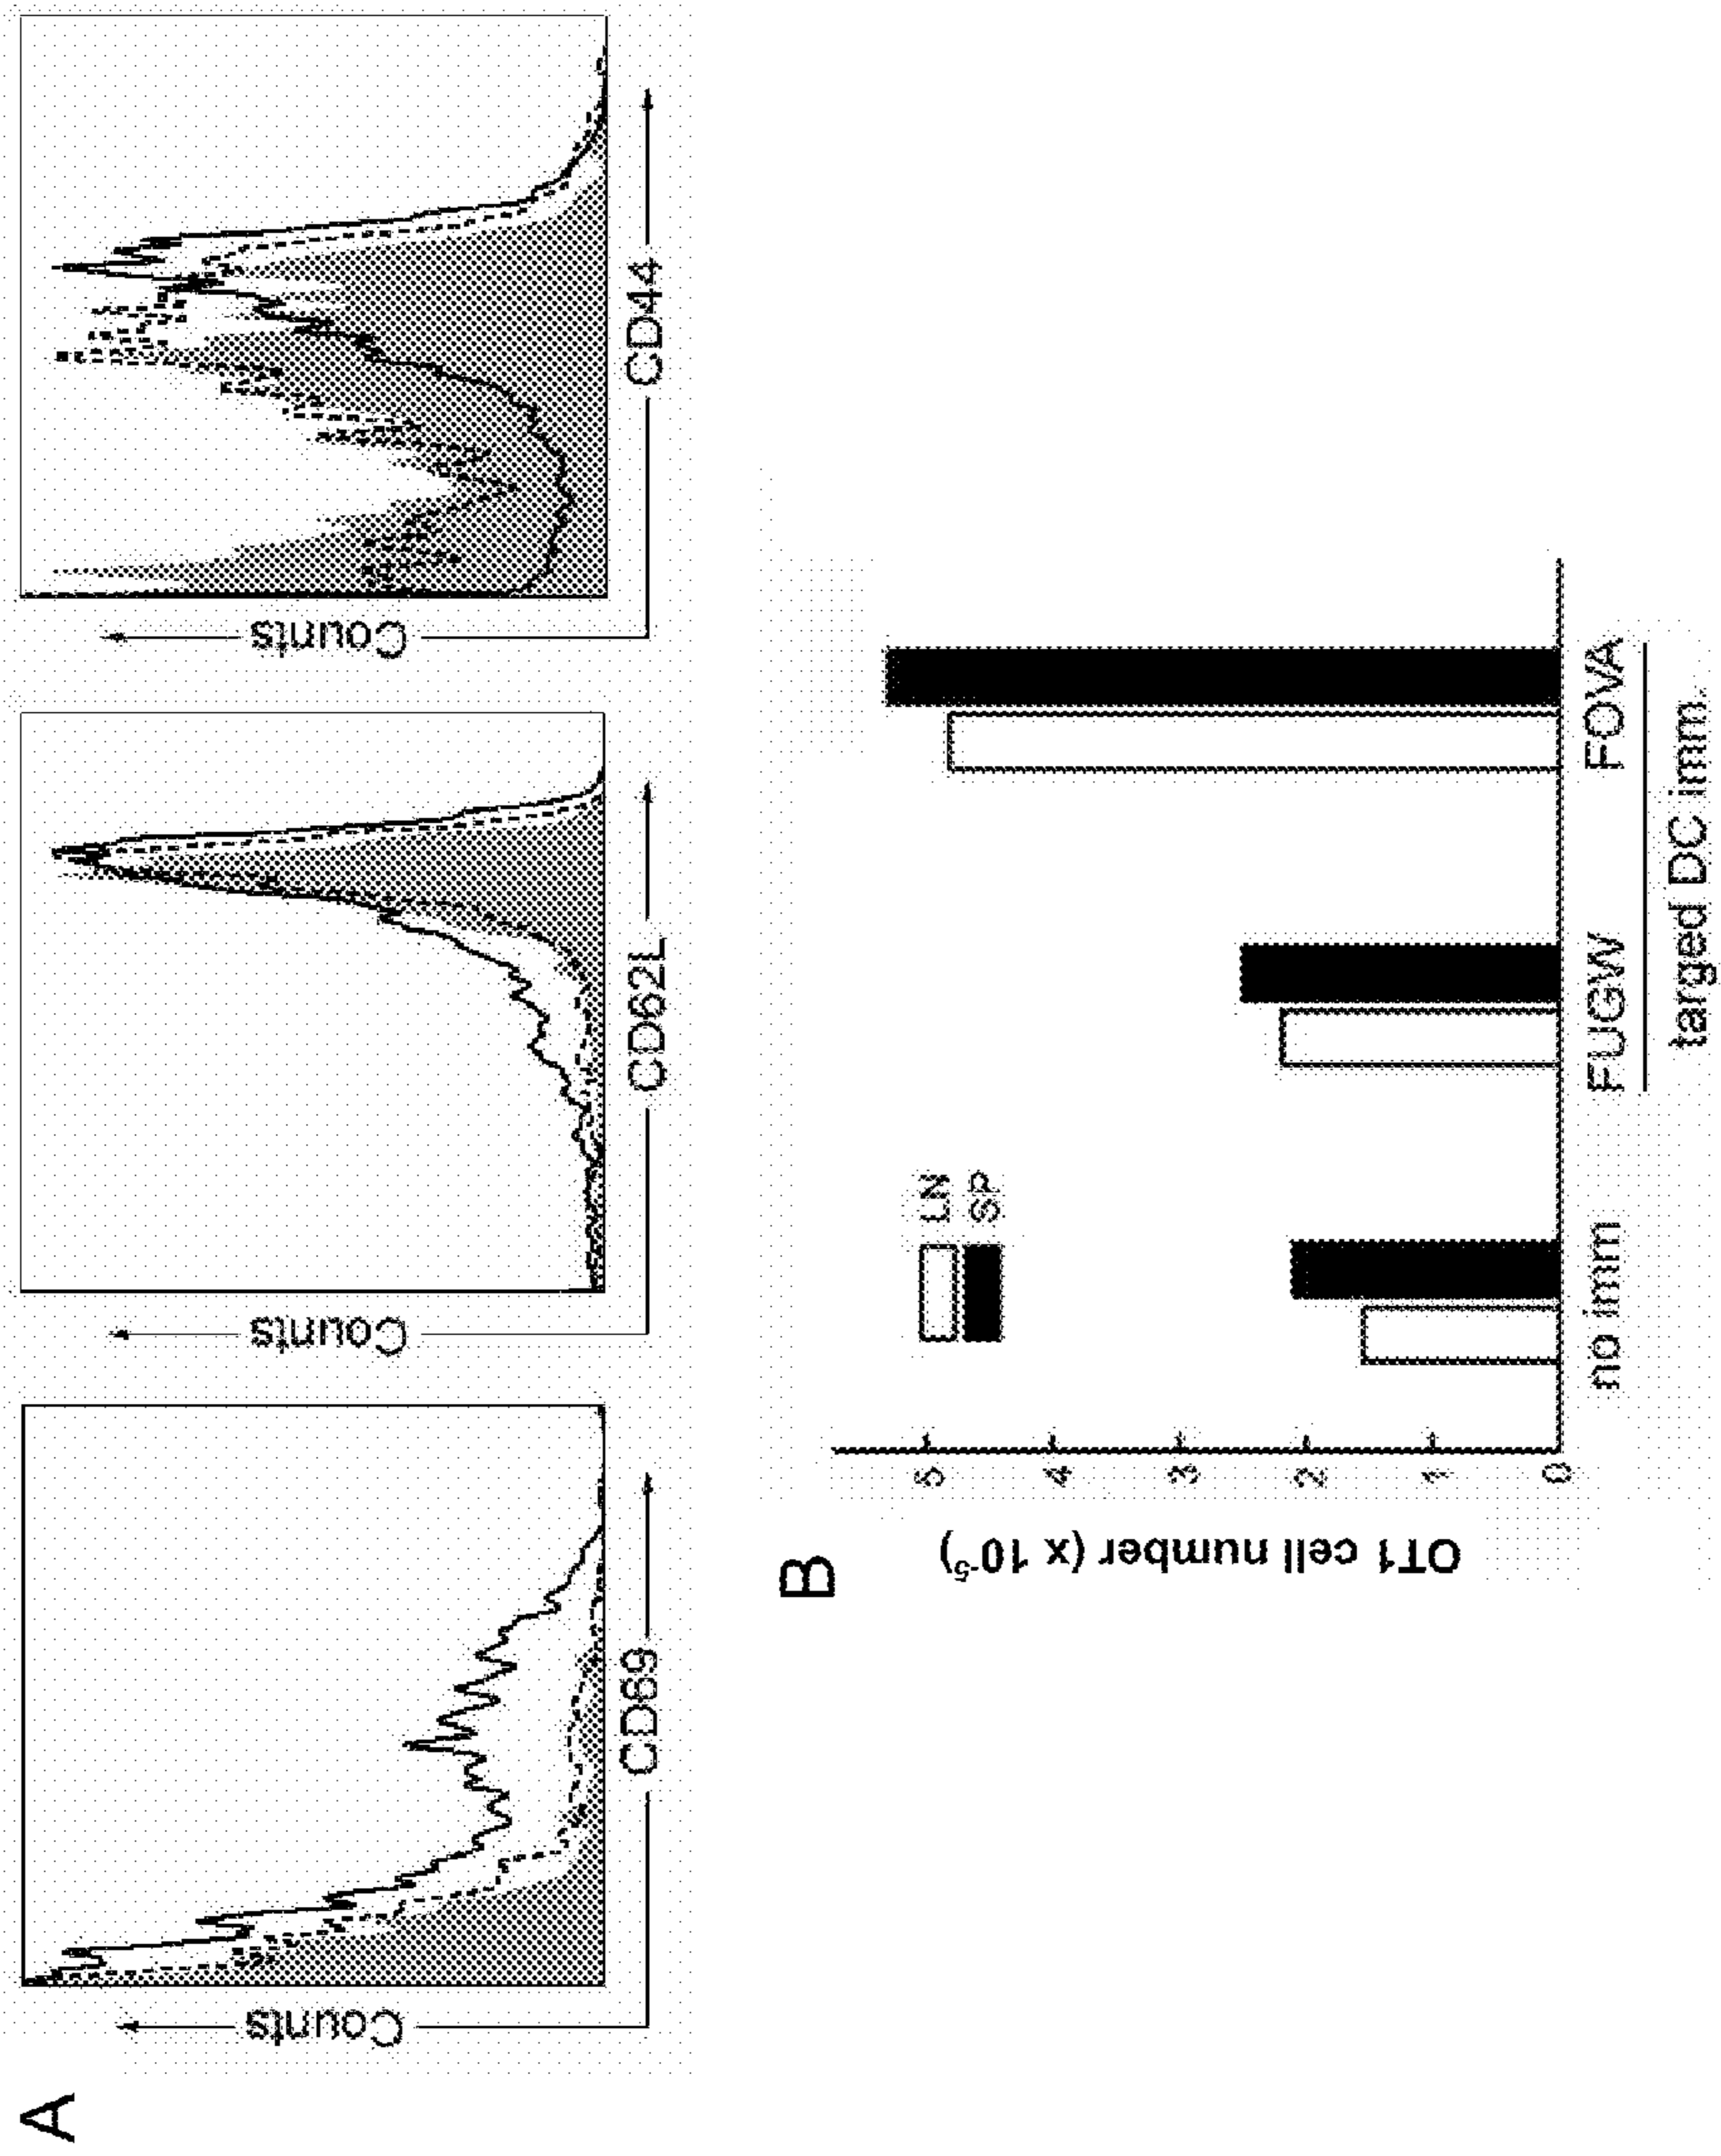 A
Counts
CD69
Counts
CD62L
Counts
CD44
B
OT1 cell number (x 10-5)
5
4
3
2
1
0
LN
SP
no imm
FUGW
FOVA
targed DC imm.